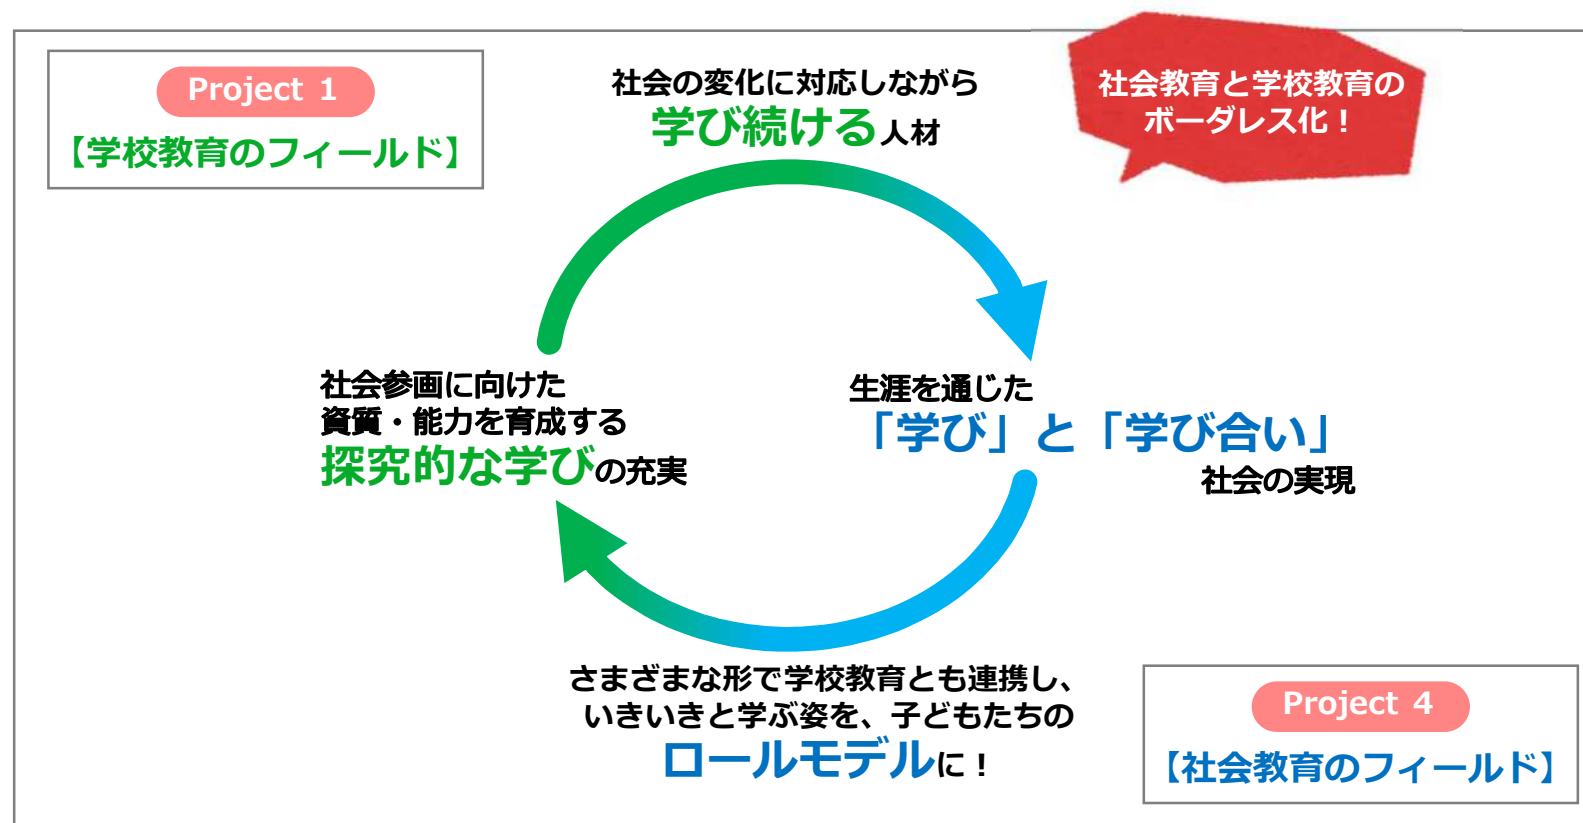 Project 1
【学校教育のフィールド】
社会の変化に対応しながら
学び続ける人材
社会教育と学校教育の
ボーダレス化！
社会参画に向けた
資質・能力を育成する
探究的な学びの充実
生涯を通じた
「学び」と「学び合い」
社会の実現
さまざまな形で学校教育とも連携し、
いきいきと学ぶ姿を、子どもたちの
ロールモデルに！
Project 4
【社会教育のフィールド】